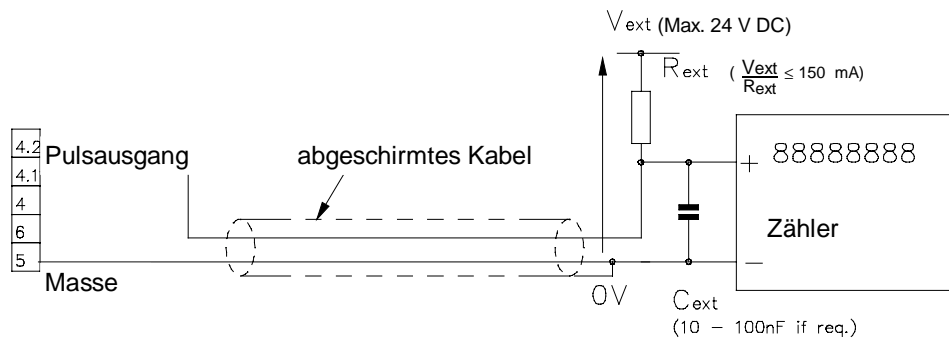 Vext (Max. 24 V DC)
Rext ( Vext/Rext ≤ 150 mA)
4.2
Pulsausgang
abgeschirmtes Kabel
+ 88888888
4.1
4
6
Zähler
5
−
Masse
0V
Cext
(10 – 100nF if req.)